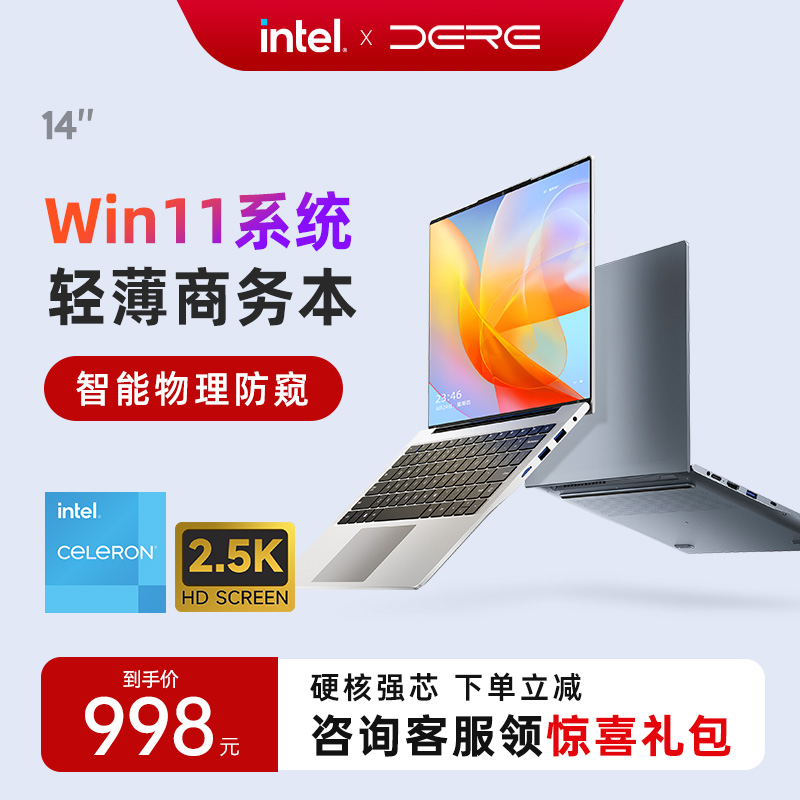 intel. x DERE
14"
Win11系统
轻薄商务本
智能物理防窥
23:46
intel.
CELERON
2.5K
HD SCREEN
到手价
998元
硬核强芯 下单立减
咨询客服领惊喜礼包